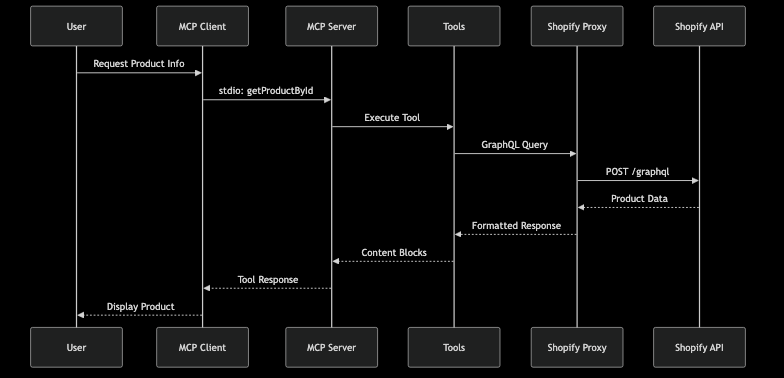 User
MCP Client
MCP Server
Tools
Shopify Proxy
Shopify API
Request Product Info
stdio: getProductById
Execute Tool
GraphQL Query
POST /graphql
Product Data
Formatted Response
Content Blocks
Tool Response
Display Product
User
MCP Client
MCP Server
Tools
Shopify Proxy
Shopify API